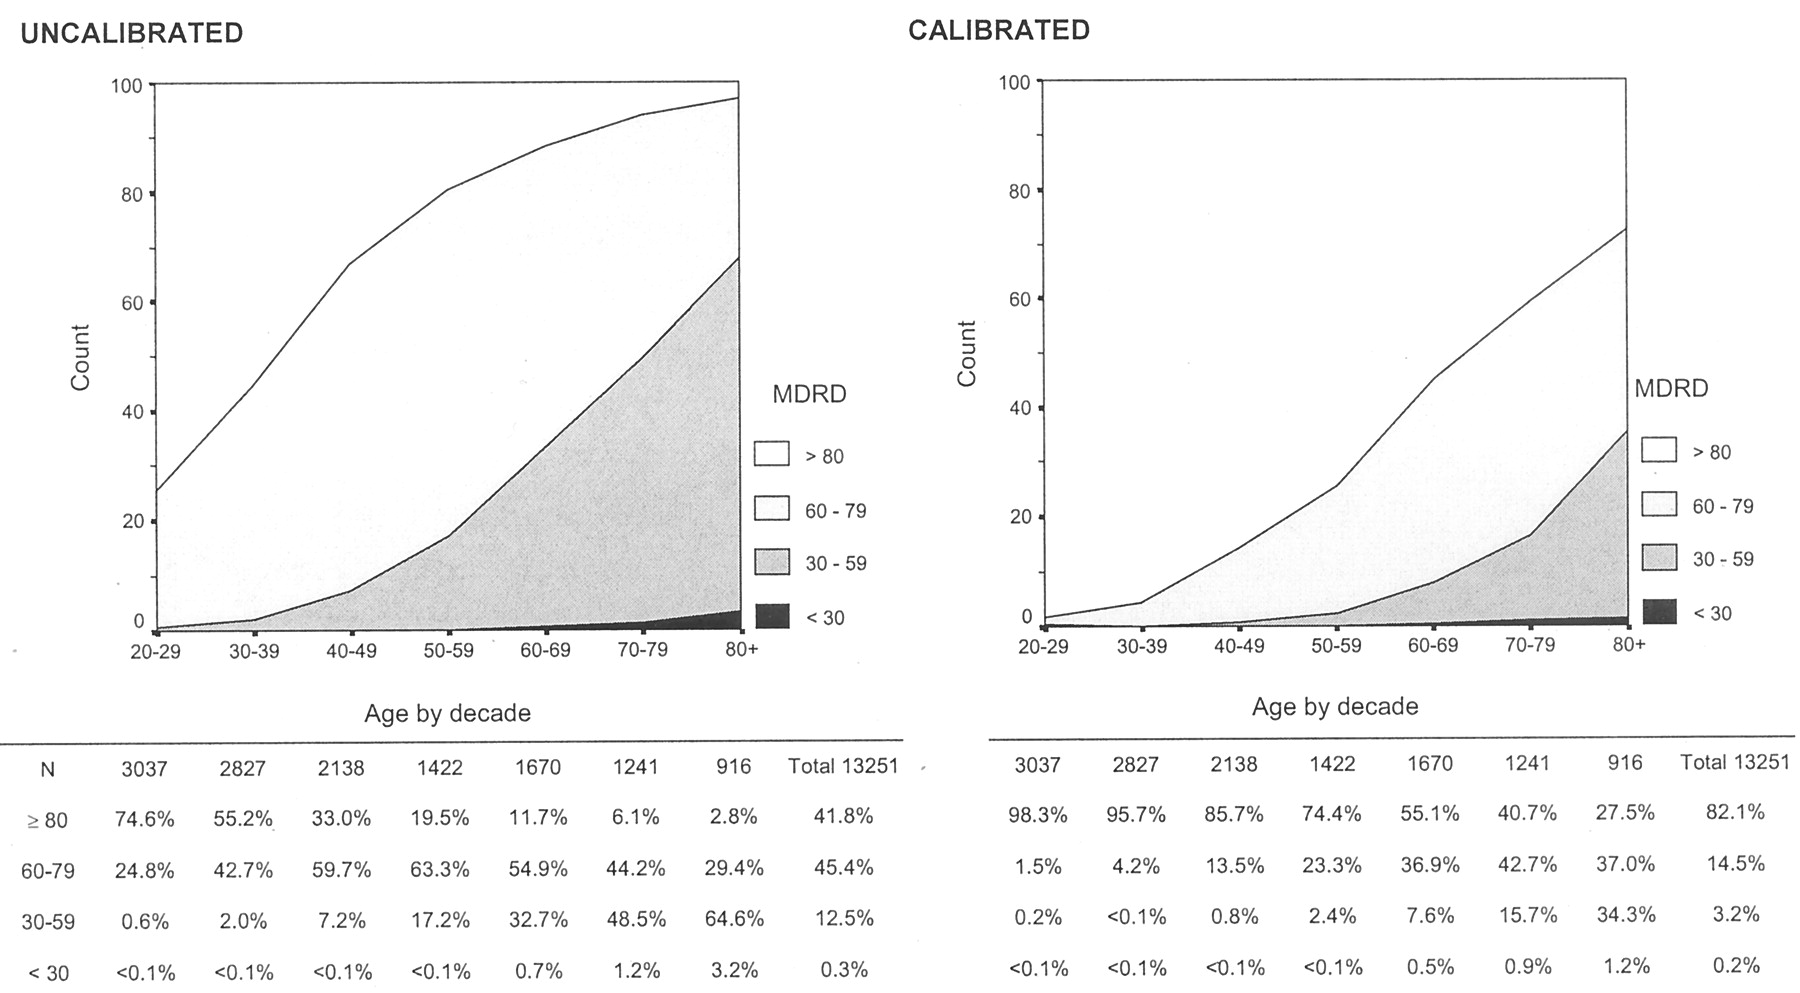 UNCALIBRATED
100
80
60
40
20
0
Count
20-29 30-39 40-49 50-59 60-69 70-79 80+
Age by decade
MDRD
> 80
60 - 79
30 - 59
< 30
N 3037 2827 2138 1422 1670 1241 916 Total 13251
≥ 80 74.6% 55.2% 33.0% 19.5% 11.7% 6.1% 2.8% 41.8%
60-79 24.8% 42.7% 59.7% 63.3% 54.9% 44.2% 29.4% 45.4%
30-59 0.6% 2.0% 7.2% 17.2% 32.7% 48.5% 64.6% 12.5%
< 30 <0.1% <0.1% <0.1% <0.1% 0.7% 1.2% 3.2% 0.3%
CALIBRATED
100
80
60
40
20
0
Count
20-29 30-39 40-49 50-59 60-69 70-79 80+
Age by decade
MDRD
> 80
60 - 79
30 - 59
< 30
3037 2827 2138 1422 1670 1241 916 Total 13251
98.3% 95.7% 85.7% 74.4% 55.1% 40.7% 27.5% 82.1%
1.5% 4.2% 13.5% 23.3% 36.9% 42.7% 37.0% 14.5%
0.2% <0.1% 0.8% 2.4% 7.6% 15.7% 34.3% 3.2%
<0.1% <0.1% <0.1% <0.1% 0.5% 0.9% 1.2% 0.2%